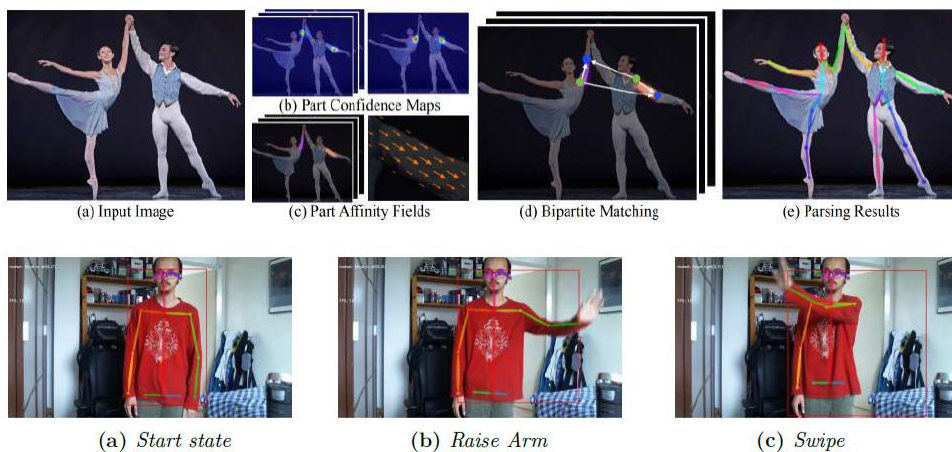 (b) Part Confidence Maps
(a) Input Image
(c) Part Affinity Fields
(d) Bipartite Matching
(e) Parsing Results
(a) Start state
(b) Raise Arm
(c) Swipe